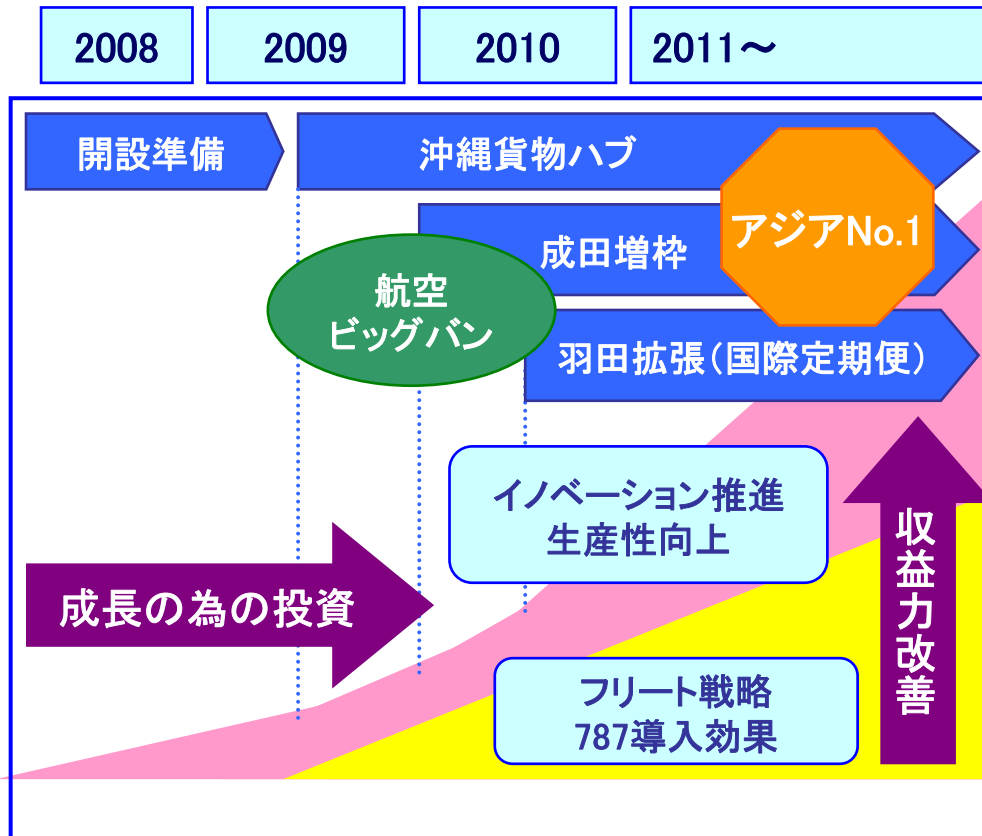 2008
2009
2010
2011～
開設準備
沖縄貨物ハブ
アジアNo.1
成田増枠
航空
ビッグバン
羽田拡張（国際定期便）
イノベーション推進
生産性向上
収益力改善
成長の為の投資
フリート戦略
787導入効果